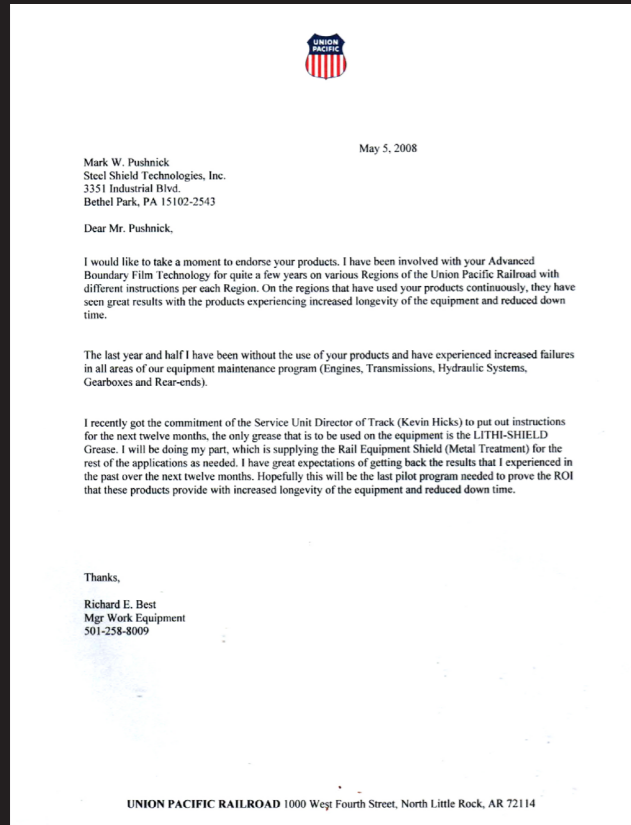 UNION
PACIFIC
May 5, 2008
Mark W. Pushnick
Steel Shield Technologies, Inc.
3351 Industrial Blvd.
Bethel Park, PA 15102-2543
Dear Mr. Pushnick,
I would like to take a moment to endorse your products. I have been involved with your Advanced
Boundary Film Technology for quite a few years on various Regions of the Union Pacific Railroad with
different instructions per each Region. On the regions that have used your products continuously, they have
seen great results with the products experiencing increased longevity of the equipment and reduced down
time.
The last year and half I have been without the use of your products and have experienced increased failures
in all areas of our equipment maintenance program (Engines, Transmissions, Hydraulic Systems,
Gearboxes and Rear-ends).
I recently got the commitment of the Service Unit Director of Track (Kevin Hicks) to put out instructions
for the next twelve months, the only grease that is to be used on the equipment is the LITHI-SHIELD
Grease. I will be doing my part, which is supplying the Rail Equipment Shield (Metal Treatment) for the
rest of the applications as needed. I have great expectations of getting back the results that I experienced in
the past over the next twelve months. Hopefully this will be the last pilot program needed to prove the ROI
that these products provide with increased longevity of the equipment and reduced down time.
Thanks,
Richard E. Best
Mgr Work Equipment
501-258-8009
UNION PACIFIC RAILROAD 1000 West Fourth Street, North Little Rock, AR 72114